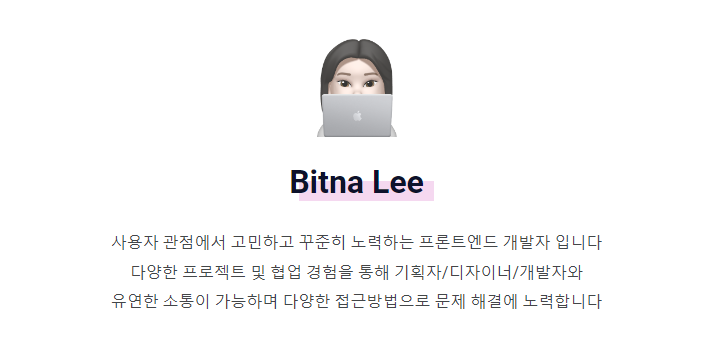 Bitna Lee
사용자 관점에서 고민하고 꾸준히 노력하는 프론트엔드 개발자 입니다
다양한 프로젝트 및 협업 경험을 통해 기획자/디자이너/개발자와
유연한 소통이 가능하며 다양한 접근방법으로 문제 해결에 노력합니다